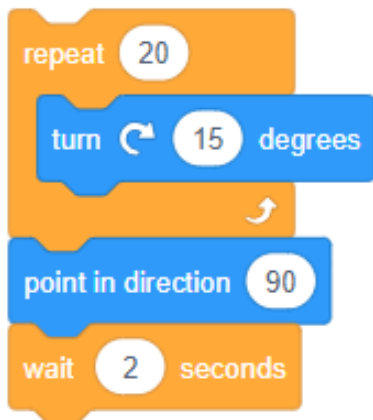 repeat 20
turn 15 degrees
point in direction 90
wait 2 seconds